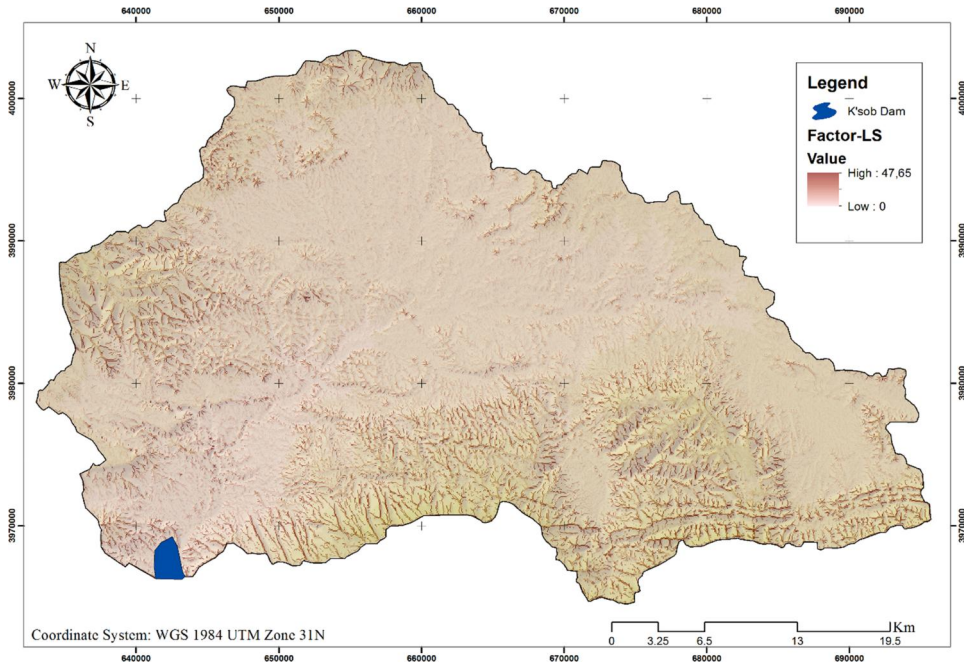 640000 650000 660000 670000 680000 690000
N
W E
S
Legend
K'sob Dam
Factor-LS
Value
High : 47,65
Low : 0
4000000 4000000
3990000 3990000
3980000 3980000
3970000 3970000
Coordinate System: WGS 1984 UTM Zone 31N
Km
0 3.25 6.5 13 19.5
640000 650000 660000 670000 680000 690000